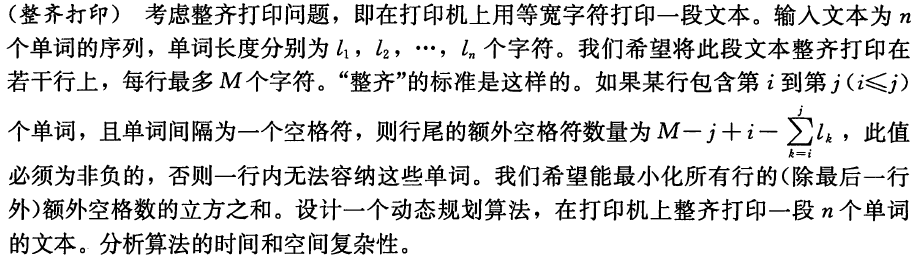 (整齐打印) 考虑整齐打印问题，即在打印机上用等宽字符打印一段文本。输入文本为 n
个单词的序列，单词长度分别为 l₁，l₂，…，lₙ 个字符。我们希望将此段文本整齐打印在
若干行上，每行最多 M 个字符。“整齐”的标准是这样的。如果某行包含第 i 到第 j(i≤j)
个单词，且单词间隔为一个空格符，则行尾的额外空格符数量为 M－j＋i－∑_{k=i}^{j} lₖ，此值
必须为非负的，否则一行内无法容纳这些单词。我们希望能最小化所有行的(除最后一行
外)额外空格数的立方之和。设计一个动态规划算法，在打印机上整齐打印一段 n 个单词
的文本。分析算法的时间和空间复杂性。